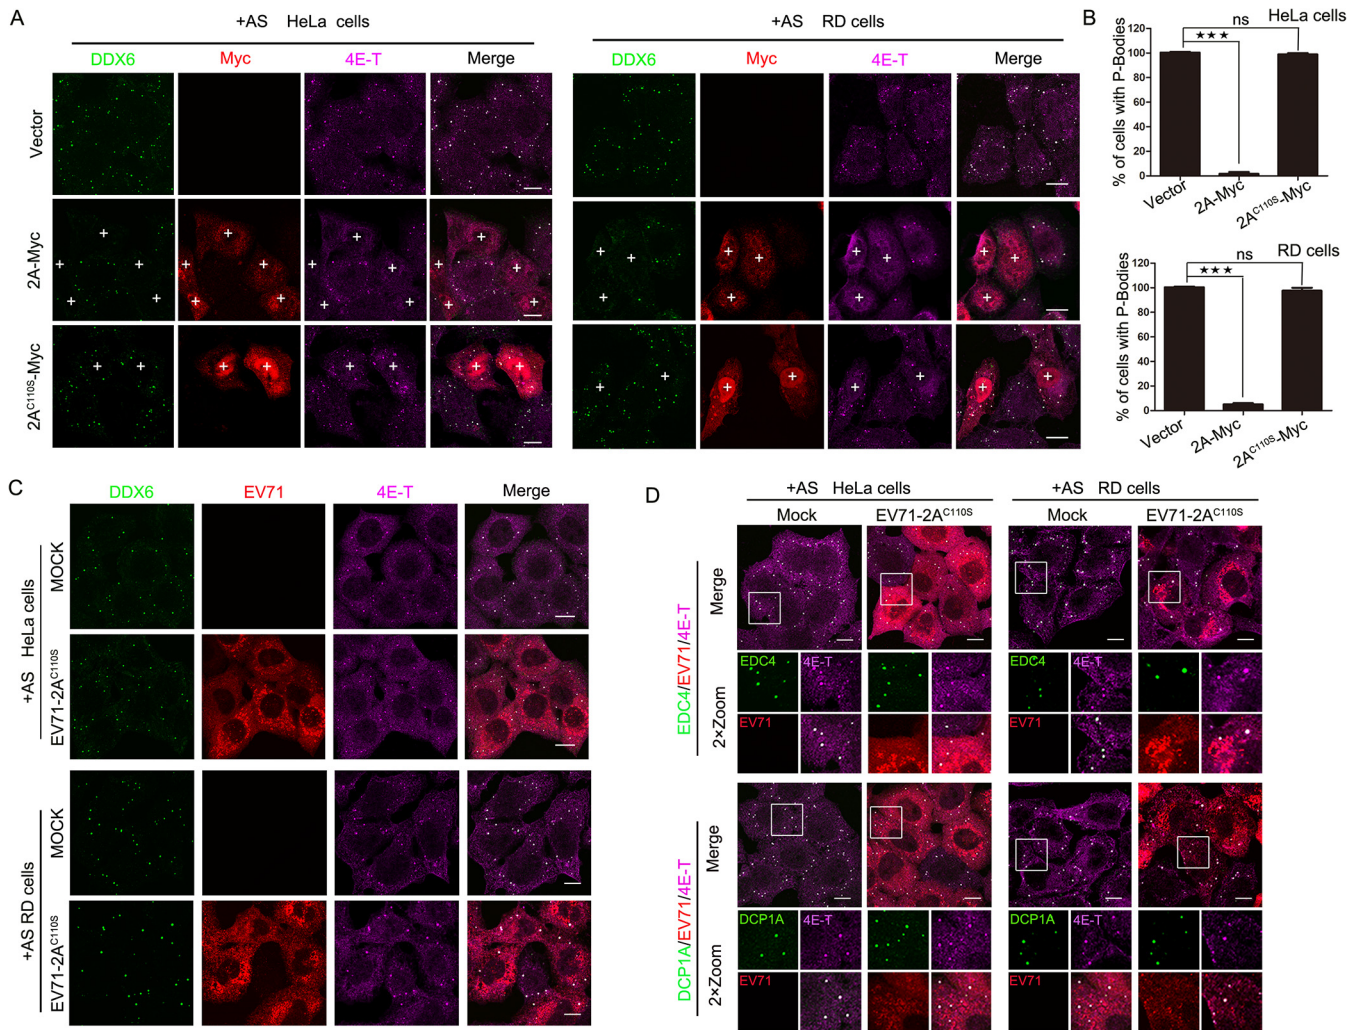 A
+AS HeLa cells
+AS RD cells
DDX6 Myc 4E-T Merge
DDX6 Myc 4E-T Merge
Vector
2A-Myc
2A^C110S-Myc
B
HeLa cells
ns
★★★
% of cells with P-Bodies
120
100
80
60
40
20
0
Vector
2A-Myc
2A^C110S-Myc
RD cells
ns
★★★
% of cells with P-Bodies
120
100
80
60
40
20
0
Vector
2A-Myc
2A^C110S-Myc
C
DDX6 EV71 4E-T Merge
+AS HeLa cells
MOCK
EV71-2A^C110S
+AS RD cells
MOCK
EV71-2A^C110S
D
+AS HeLa cells
+AS RD cells
Mock EV71-2A^C110S
Mock EV71-2A^C110S
EDC4/EV71/4E-T
Merge
2×Zoom
EDC4 4E-T
EV71
EDC4 4E-T
EV71
DCP1A/EV71/4E-T
Merge
2×Zoom
DCP1A 4E-T
EV71
DCP1A 4E-T
EV71